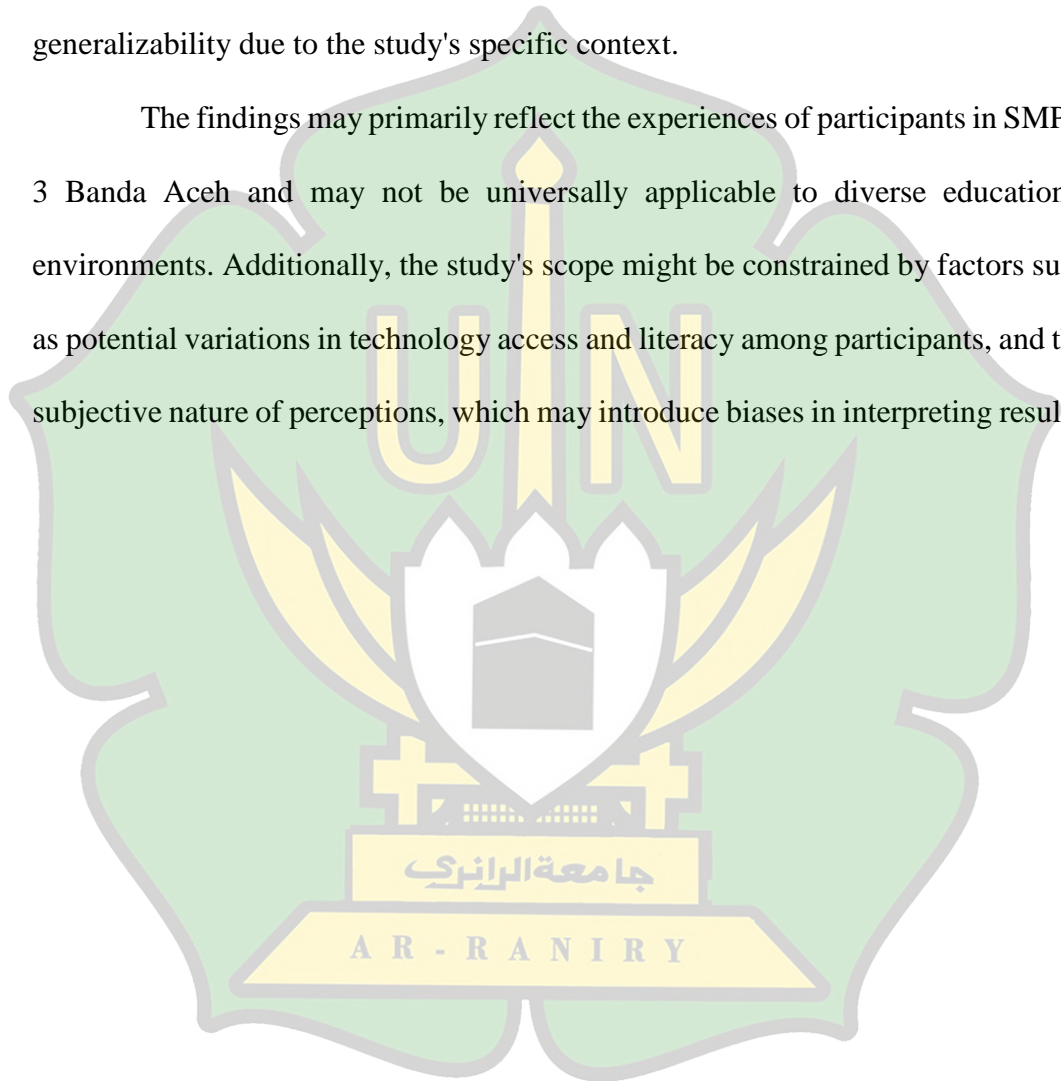 generalizability due to the study's specific context.
The findings may primarily reflect the experiences of participants in SMP
3 Banda Aceh and may not be universally applicable to diverse education
environments. Additionally, the study's scope might be constrained by factors su
as potential variations in technology access and literacy among participants, and t
subjective nature of perceptions, which may introduce biases in interpreting resul
UIN
جامعةالرانري
AR-RANIRY